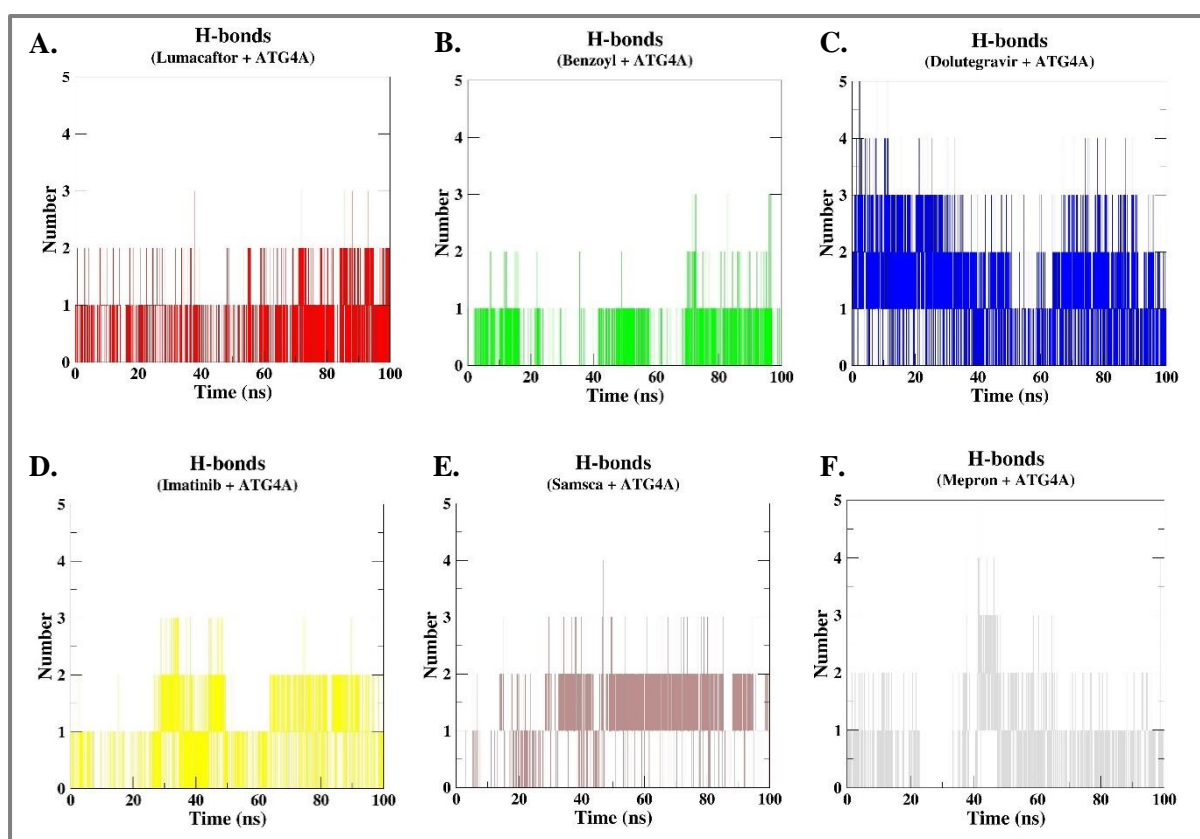 A.
H-bonds
(Lumacaftor + ATG4A)
5
4
3
2
1
0
Number
0 20 40 60 80 100
Time (ns)
B.
H-bonds
(Benzoyl + ATG4A)
5
4
3
2
1
0
Number
0 20 40 60 80 100
Time (ns)
C.
H-bonds
(Dolutegravir + ATG4A)
5
4
3
2
1
0
Number
0 20 40 60 80 100
Time (ns)
D.
H-bonds
(Imatinib + ATG4A)
5
4
3
2
1
0
Number
0 20 40 60 80 100
Time (ns)
E.
H-bonds
(Samsca + ATG4A)
5
4
3
2
1
0
Number
0 20 40 60 80 100
Time (ns)
F.
H-bonds
(Mepron + ATG4A)
5
4
3
2
1
0
Number
0 20 40 60 80 100
Time (ns)